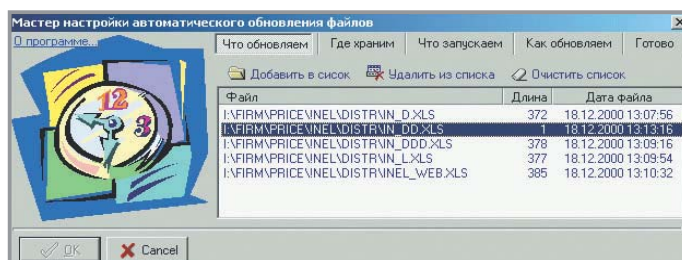 Мастер настройки автоматического обновления файлов
О программе...
Что обновляем Где храним Что запускаем Как обновляем Готово
Добавить в сисок Удалить из списка Очистить список
Файл Длина Дата файла
I:\FIRM\PRICE\INEL\DISTR\IN_D.XLS 372 18.12.2000 13:07:56
I:\FIRM\PRICE\INEL\DISTR\IN_DD.XLS 1 18.12.2000 13:13:16
I:\FIRM\PRICE\INEL\DISTR\IN_DDD.XLS 378 18.12.2000 13:09:16
I:\FIRM\PRICE\INEL\DISTR\IN_L.XLS 377 18.12.2000 13:09:54
I:\FIRM\PRICE\INEL\DISTR\INEL_WEB.XLS 385 18.12.2000 13:10:32
12
3
OK Cancel